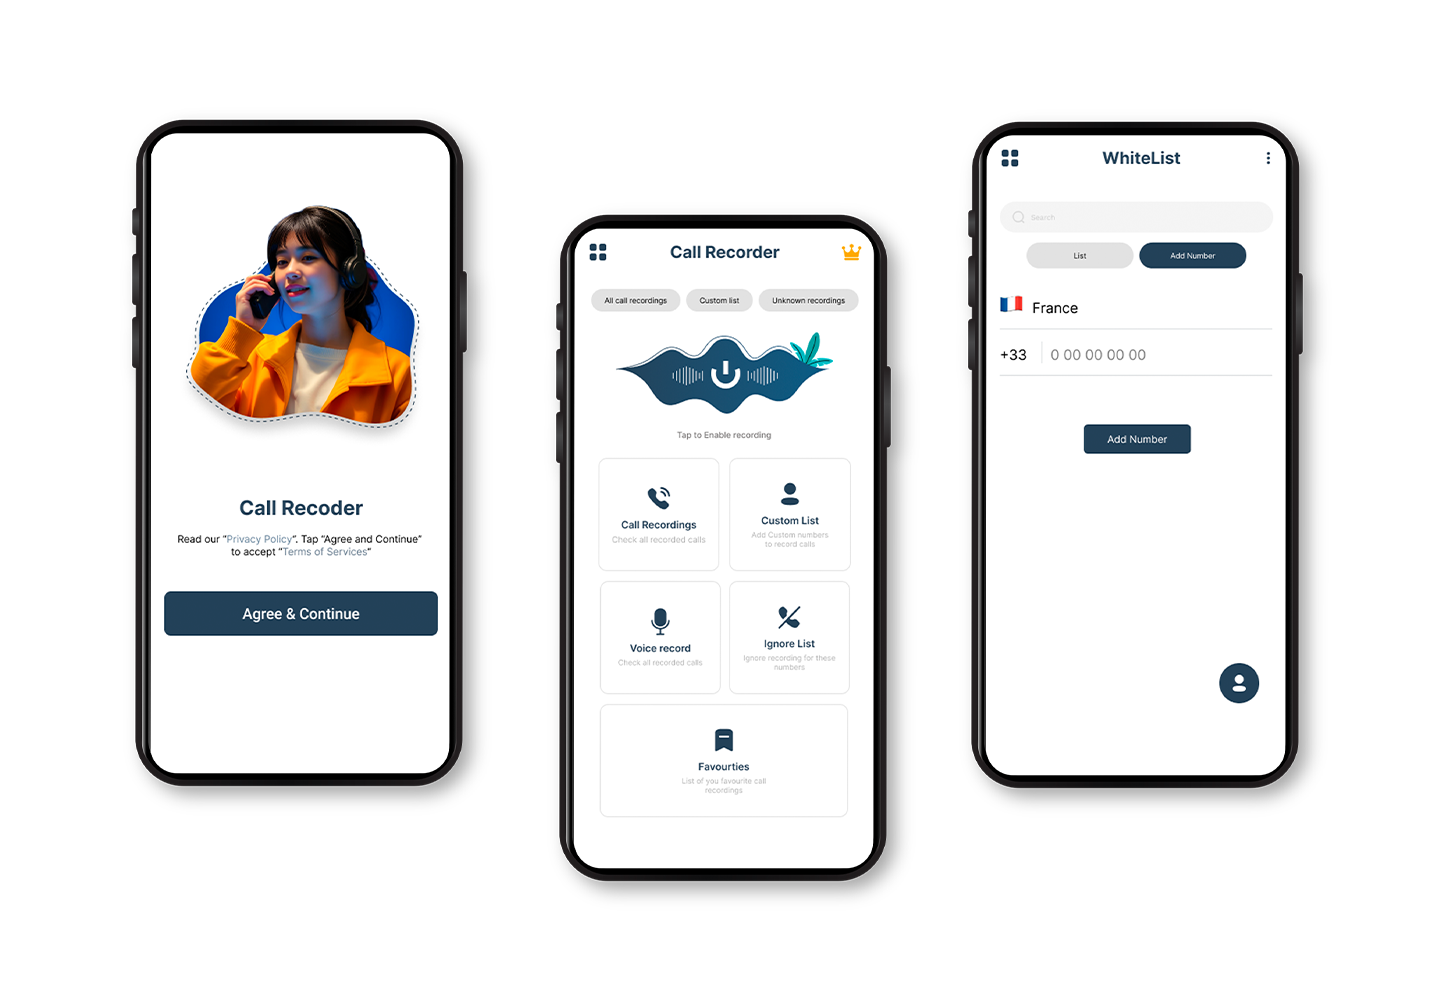 Call Recoder
Read our “Privacy Policy”. Tap “Agree and Continue”
to accept “Terms of Services”
Agree & Continue
Call Recorder
All call recordings
Custom list
Unknown recordings
Tap to Enable recording
Call Recordings
Check all recorded calls
Custom List
Add Custom numbers
to record calls
Voice record
Check all recorded calls
Ignore List
Ignore recording for these
numbers
Favourties
List of you favourite call
recordings
WhiteList
Search
List
Add Number
France
+33
0 00 00 00 00
Add Number